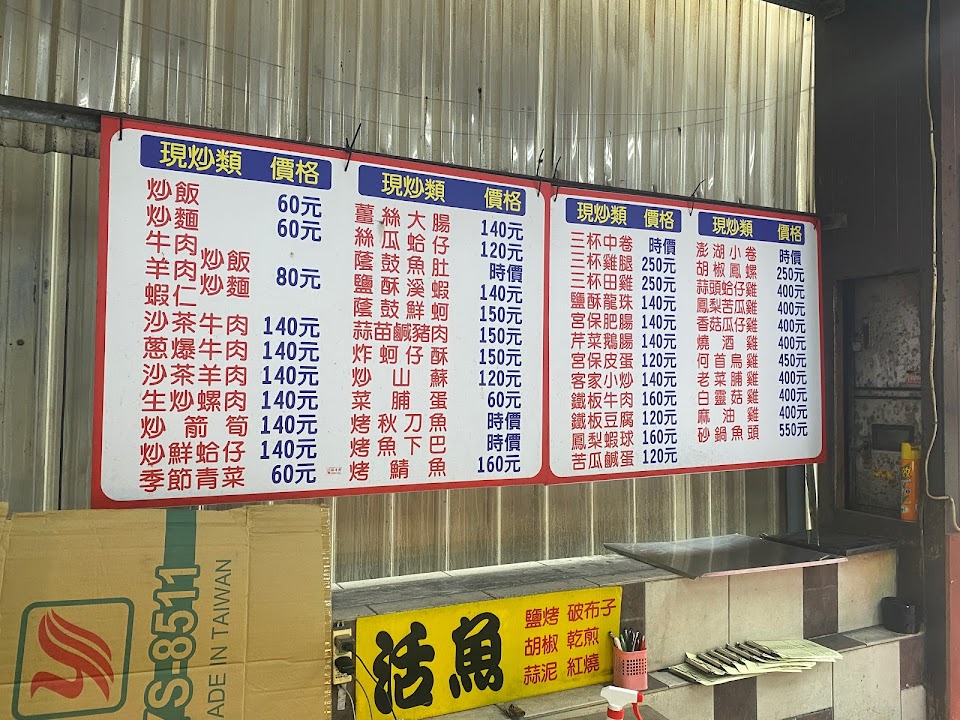 現炒類 價格
炒飯 60元
炒麵 60元
牛肉
羊肉 炒飯 80元
蝦仁 炒麵
沙茶牛肉 140元
蔥爆牛肉 140元
沙茶羊肉 140元
生炒螺肉 140元
炒箭筍 140元
炒鮮蛤仔 140元
季節青菜 60元
現炒類 價格
薑絲大腸 140元
絲瓜蛤仔 120元
蔭鼓魚肚 時價
鹽酥溪蝦 140元
蔭鼓鮮蚵 150元
蒜苗鹹豬肉 150元
炸蚵仔酥 150元
炒山蘇 120元
菜脯蛋 60元
烤秋刀魚 時價
烤魚下巴 時價
烤鯖魚 160元
現炒類 價格
三杯中卷 時價
三杯雞腿 250元
三杯田雞 250元
鹽酥龍珠 140元
宮保肥腸 140元
芹菜鵝腸 140元
宮保皮蛋 120元
客家小炒 140元
鐵板牛肉 160元
鐵板豆腐 120元
鳳梨蝦球 160元
苦瓜鹹蛋 120元
現炒類 價格
澎湖小卷 時價
胡椒鳳螺 250元
蒜頭蛤仔雞 400元
鳳梨苦瓜雞 400元
香菇瓜仔雞 400元
燒酒雞 400元
何首烏雞 450元
老菜脯雞 400元
白靈菇雞 400元
麻油雞 400元
砂鍋魚頭 550元
活魚
鹽烤 破布子
胡椒 乾煎
蒜泥 紅燒
YS-8511
MADE IN TAIWAN